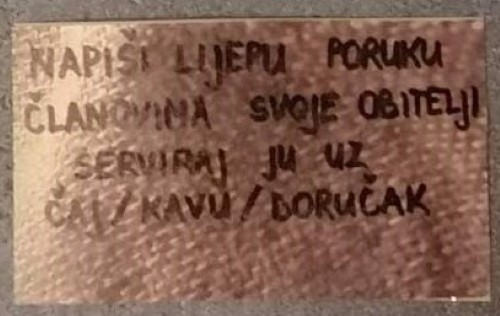 NAPIŠI LIJEPU PORUKU
ČLANOVIMA SVOJE OBITELJI
SERVIRAJ JU UZ
ČAJ/KAVU/DORUČAK